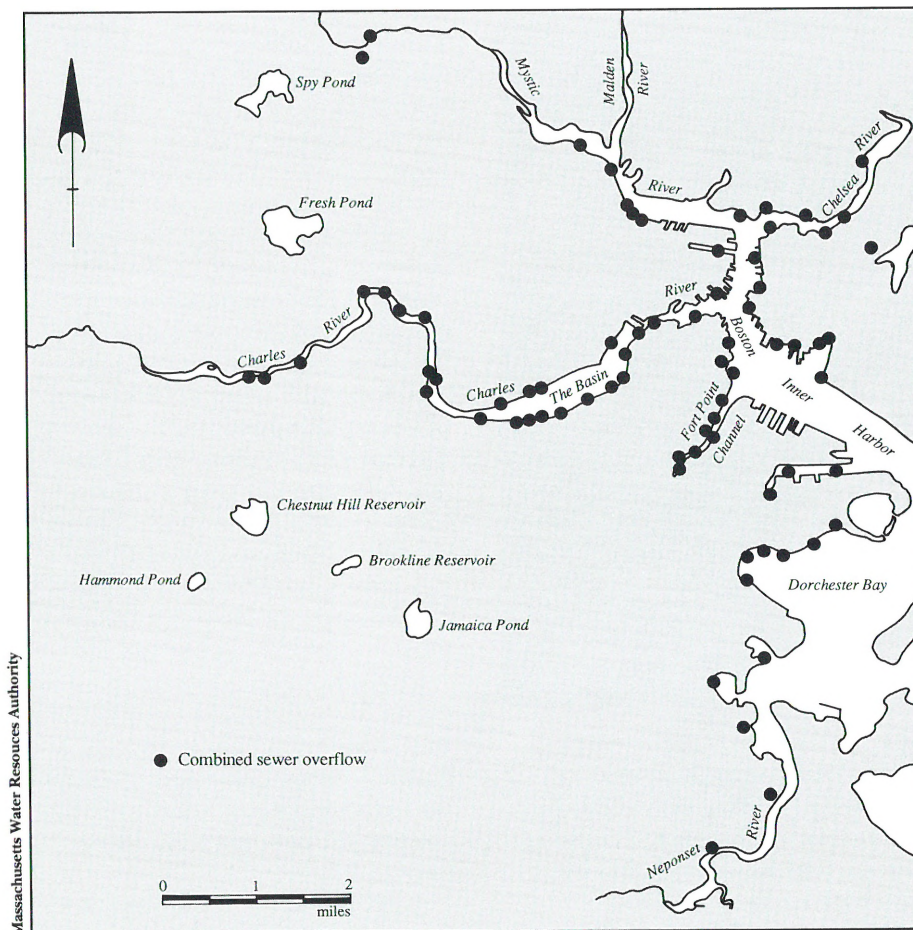 Mystic
Malden
River
Spy Pond
River
Chelsea
River
Fresh Pond
River
Boston
Inner
Harbor
River
Charles
Charles
The Basin
Fort Point
Channel
Chestnut Hill Reservoir
Brookline Reservoir
Hammond Pond
Jamaica Pond
Dorchester Bay
Combined sewer overflow
River
Neponset
0 1 2
miles
Massachusetts Water Resouces Authority